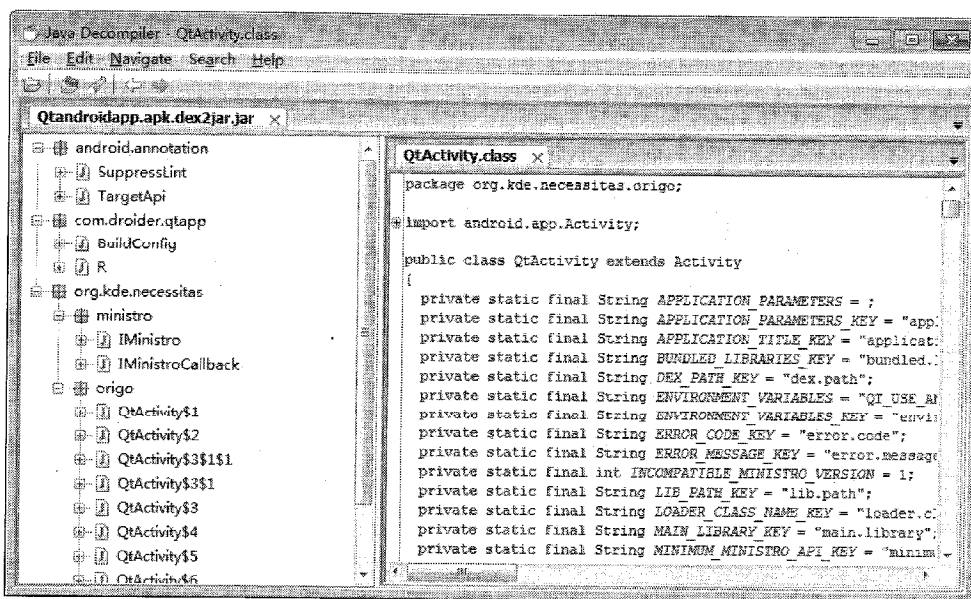 Java Decompiler - QtActivity.class
File Edit Navigate Search Help
Qtandroidapp.apk.dex2jar.jar
android.annotation
SuppressLint
TargetApi
com.droider.qtapp
BuildConfig
R
org.kde.necessitas
ministro
IMinistro
IMinistroCallback
origo
QtActivity$1
QtActivity$2
QtActivity$3$1$1
QtActivity$3$1
QtActivity$3
QtActivity$4
QtActivity$5
QtActivity$6
QtActivity.class
package org.kde.necessitas.origo;
import android.app.Activity;
public class QtActivity extends Activity
{
private static final String APPLICATION_PARAMETERS = ;
private static final String APPLICATION_PARAMETERS_KEY = "app.
private static final String APPLICATION_TITLE_KEY = "applicat:
private static final String BUNDLED_LIBRARIES_KEY = "bundled.
private static final String DEX_PATH_KEY = "dex.path";
private static final String ENVIRONMENT_VARIABLES = "QT_USE_AN
private static final String ENVIRONMENT_VARIABLES_KEY = "envi
private static final String ERROR_CODE_KEY = "error.code";
private static final String ERROR_MESSAGE_KEY = "error.message
private static final int INCOMPATIBLE_MINISTRO_VERSION = 1;
private static final String LIB_PATH_KEY = "lib.path";
private static final String LOADER_CLASS_NAME_KEY = "loader.c
private static final String MAIN_LIBRARY_KEY = "main.library";
private static final String MINIMUM_MINISTRO_API_KEY = "minim